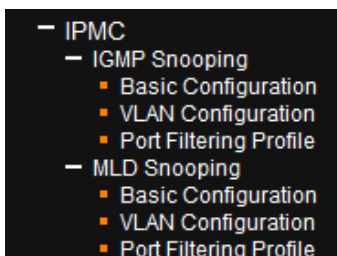 IPMC
IGMP Snooping
Basic Configuration
VLAN Configuration
Port Filtering Profile
MLD Snooping
Basic Configuration
VLAN Configuration
Port Filtering Profile